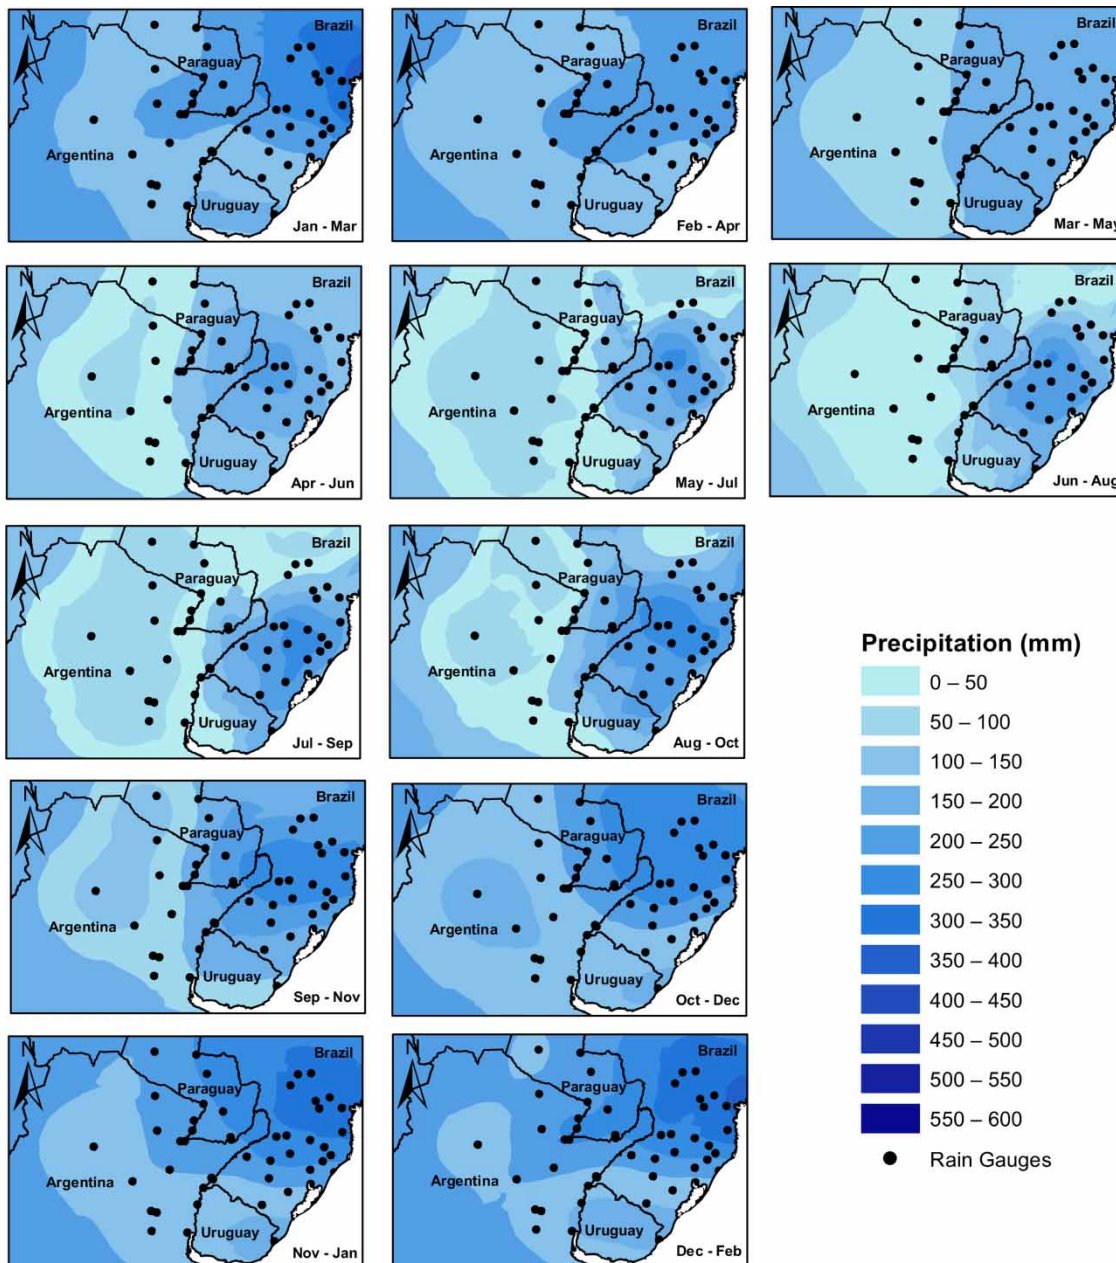 N
Brazil
Paraguay
Argentina
Uruguay
Jan - Mar
N
Brazil
Paraguay
Argentina
Uruguay
Feb - Apr
N
Brazil
Paraguay
Argentina
Uruguay
Mar - May
N
Brazil
Paraguay
Argentina
Uruguay
Apr - Jun
N
Brazil
Paraguay
Argentina
Uruguay
May - Jul
N
Brazil
Paraguay
Argentina
Uruguay
Jun - Aug
N
Brazil
Paraguay
Argentina
Uruguay
Jul - Sep
N
Brazil
Paraguay
Argentina
Uruguay
Aug - Oct
N
Brazil
Paraguay
Argentina
Uruguay
Sep - Nov
N
Brazil
Paraguay
Argentina
Uruguay
Oct - Dec
N
Brazil
Paraguay
Argentina
Uruguay
Nov - Jan
N
Brazil
Paraguay
Argentina
Uruguay
Dec - Feb
Precipitation (mm)
0 – 50
50 – 100
100 – 150
150 – 200
200 – 250
250 – 300
300 – 350
350 – 400
400 – 450
450 – 500
500 – 550
550 – 600
Rain Gauges